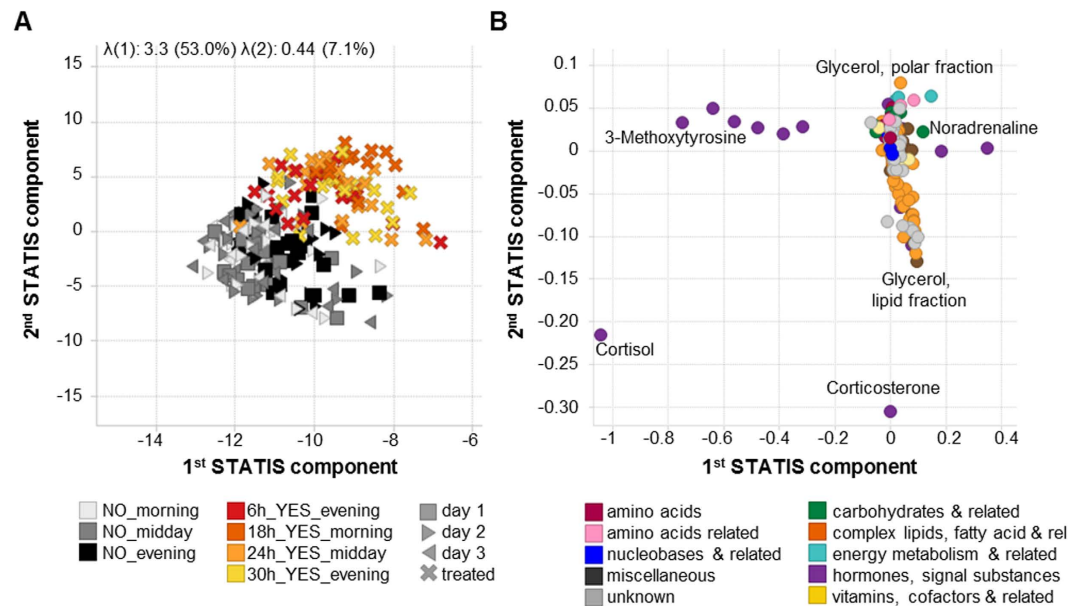 A
B
λ(1): 3.3 (53.0%) λ(2): 0.44 (7.1%)
15
10
5
0
-5
-10
-15
2nd STATIS component
-14
-12
-10
-8
-6
1st STATIS component
NO_morning
NO_midday
NO_evening
6h_YES_evening
18h_YES_morning
24h_YES_midday
30h_YES_evening
day 1
day 2
day 3
treated
0.1
0.05
0
-0.05
-0.10
-0.15
-0.20
-0.25
-0.30
2nd STATIS component
Glycerol, polar fraction
3-Methoxytyrosine
Noradrenaline
Glycerol,
lipid fraction
Cortisol
Corticosterone
-1
-0.8
-0.6
-0.4
-0.2
0
0.2
0.4
1st STATIS component
amino acids
amino acids related
nucleobases & related
miscellaneous
unknown
carbohydrates & related
complex lipids, fatty acid & rel
energy metabolism & related
hormones, signal substances
vitamins, cofactors & related